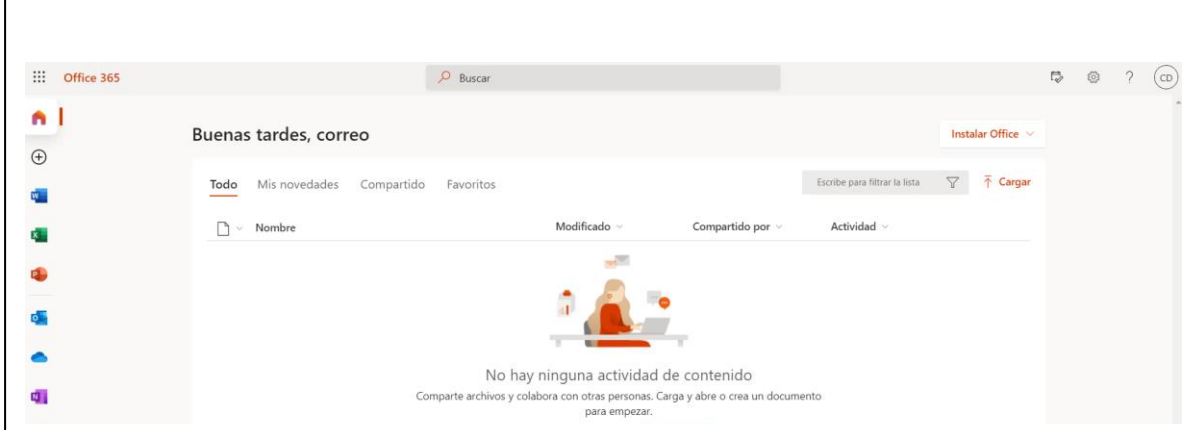 Office 365
Buscar
?
CD
Buenas tardes, correo
Instalar Office
Todo
Mis novedades
Compartido
Favoritos
Escribe para filtrar la lista
Cargar
Nombre
Modificado
Compartido por
Actividad
No hay ninguna actividad de contenido
Comparte archivos y colabora con otras personas. Carga y abre o crea un documento
para empezar.